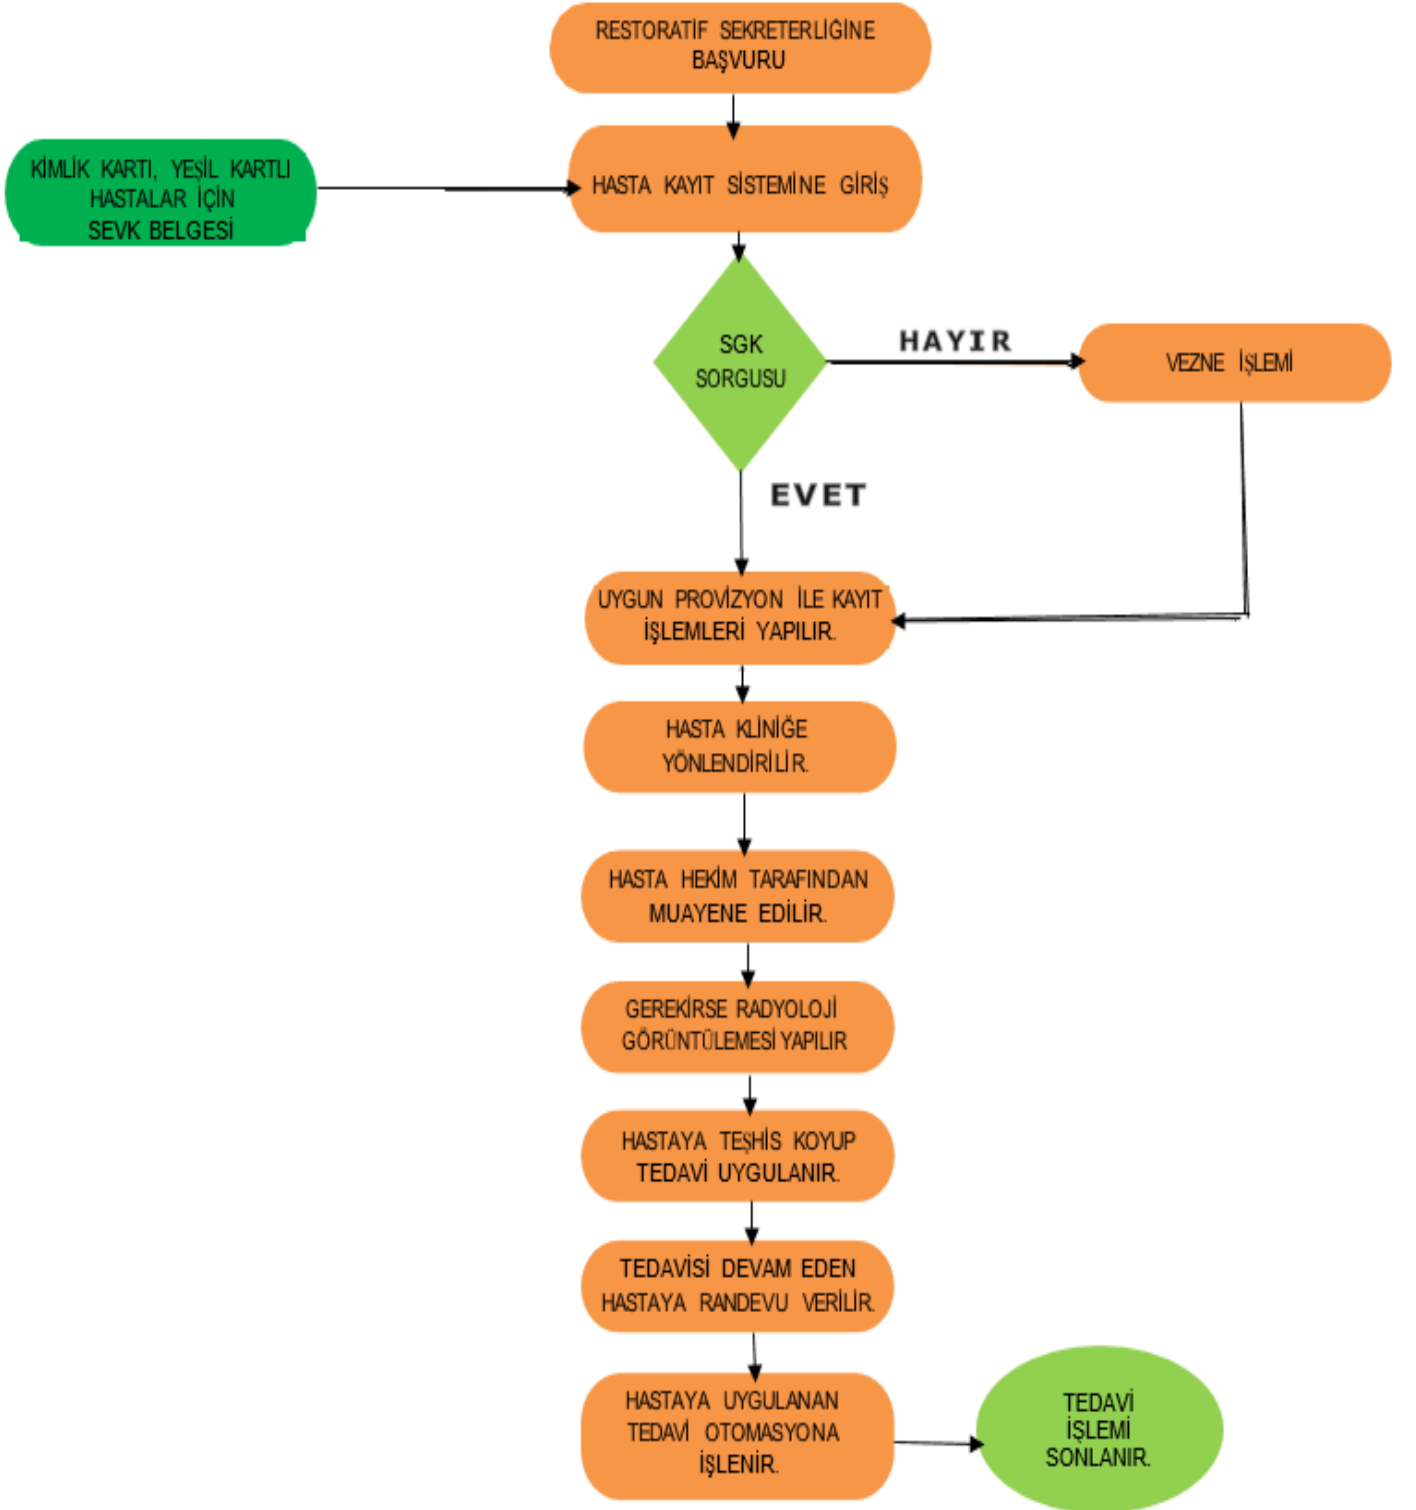 RESTORATİF SEKRETERLİĞİNE
BAŞVURU
KİMLİK KARTI, YEŞİL KARTLI
HASTALAR İÇİN
SEVK BELGESİ
HASTA KAYIT SİSTEMİNE GİRİŞ
SGK
SORGUSU
HAYIR
VEZNE İŞLEMİ
EVET
UYGUN PROVİZYON İLE KAYIT
İŞLEMLERİ YAPILIR.
HASTA KLİNİĞE
YÖNLENDİRİLİR.
HASTA HEKİM TARAFINDAN
MUAYENE EDİLİR.
GEREKİRSE RADYOLOJİ
GÖRÜNTÜLEMESİ YAPILIR
HASTAYA TEŞHİS KOYUP
TEDAVİ UYGULANIR.
TEDAVİSİ DEVAM EDEN
HASTAYA RANDEVU VERİLİR.
HASTAYA UYGULANAN
TEDAVİ OTOMASYONA
İŞLENİR.
TEDAVİ
İŞLEMİ
SONLANIR.